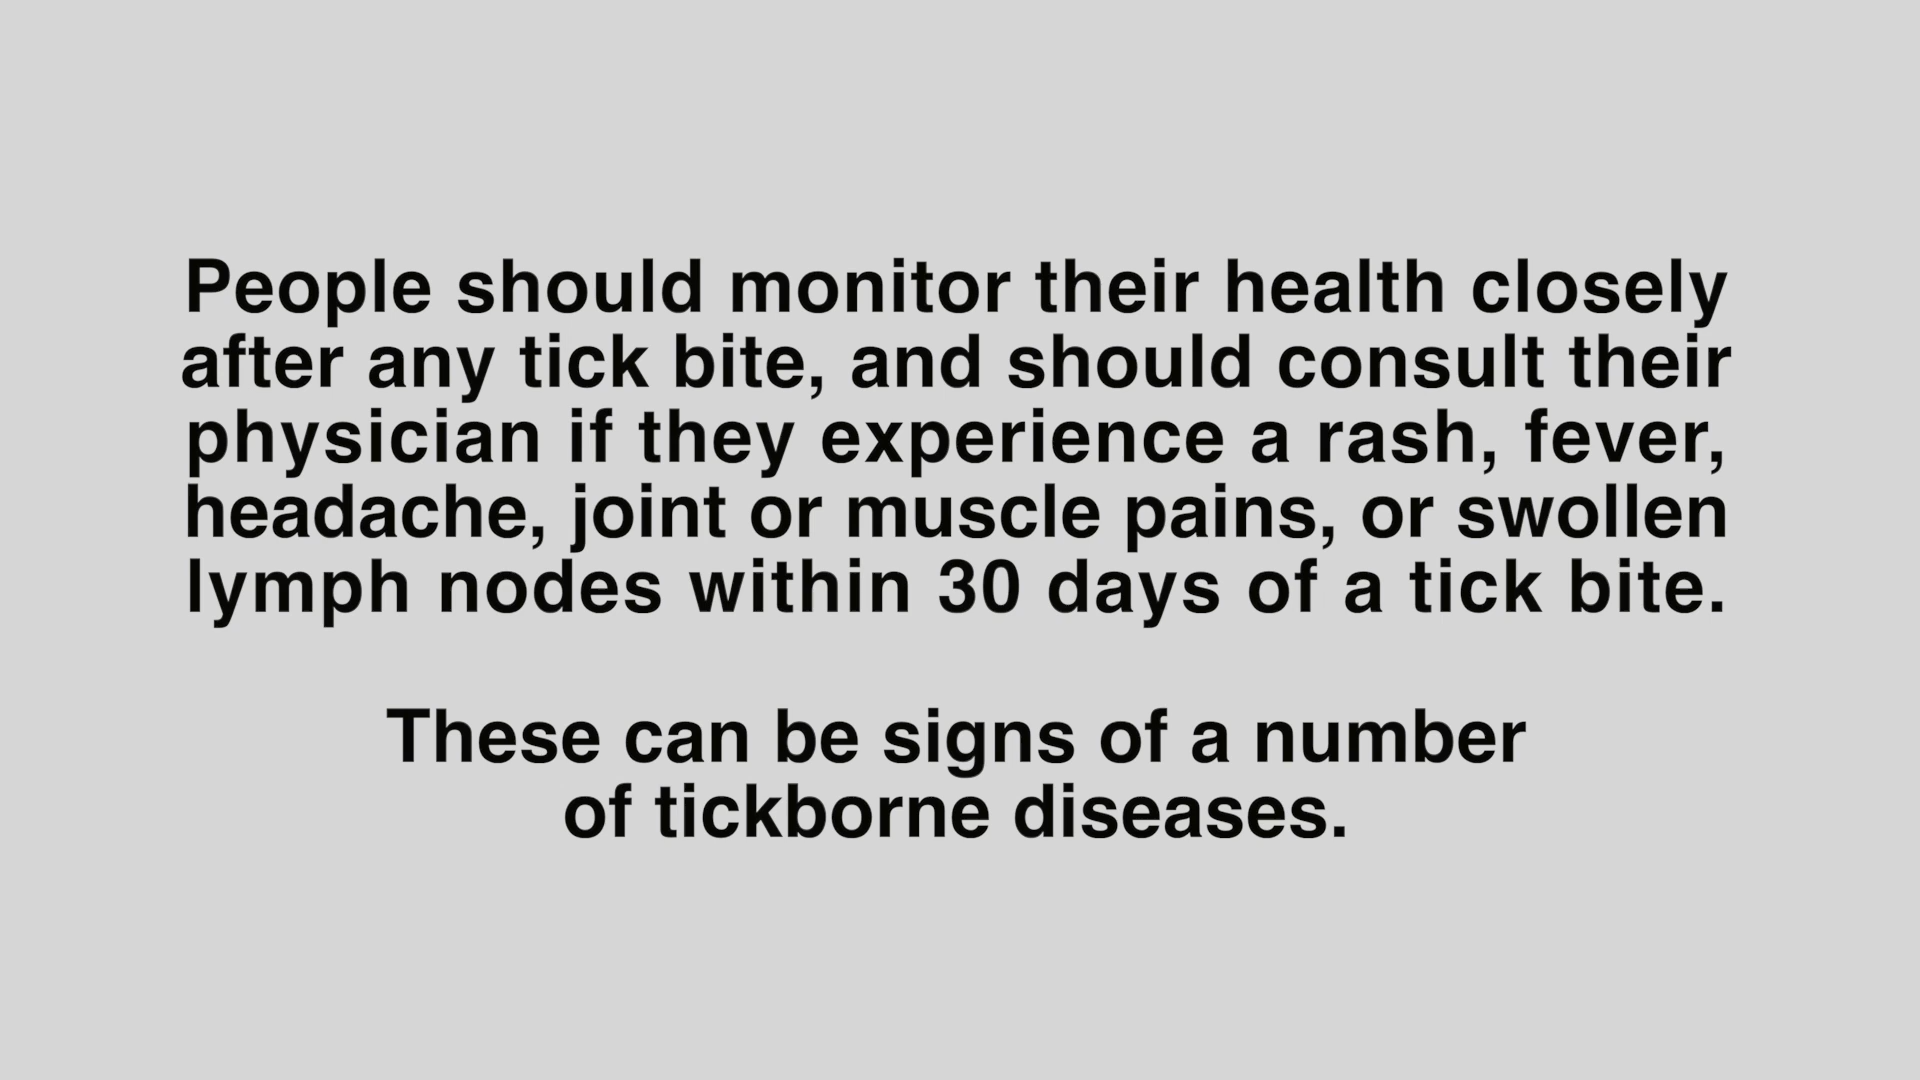 People should monitor their health closely
after any tick bite, and should consult their
physician if they experience a rash, fever,
headache, joint or muscle pains, or swollen
lymph nodes within 30 days of a tick bite.
These can be signs of a number
of tickborne diseases.